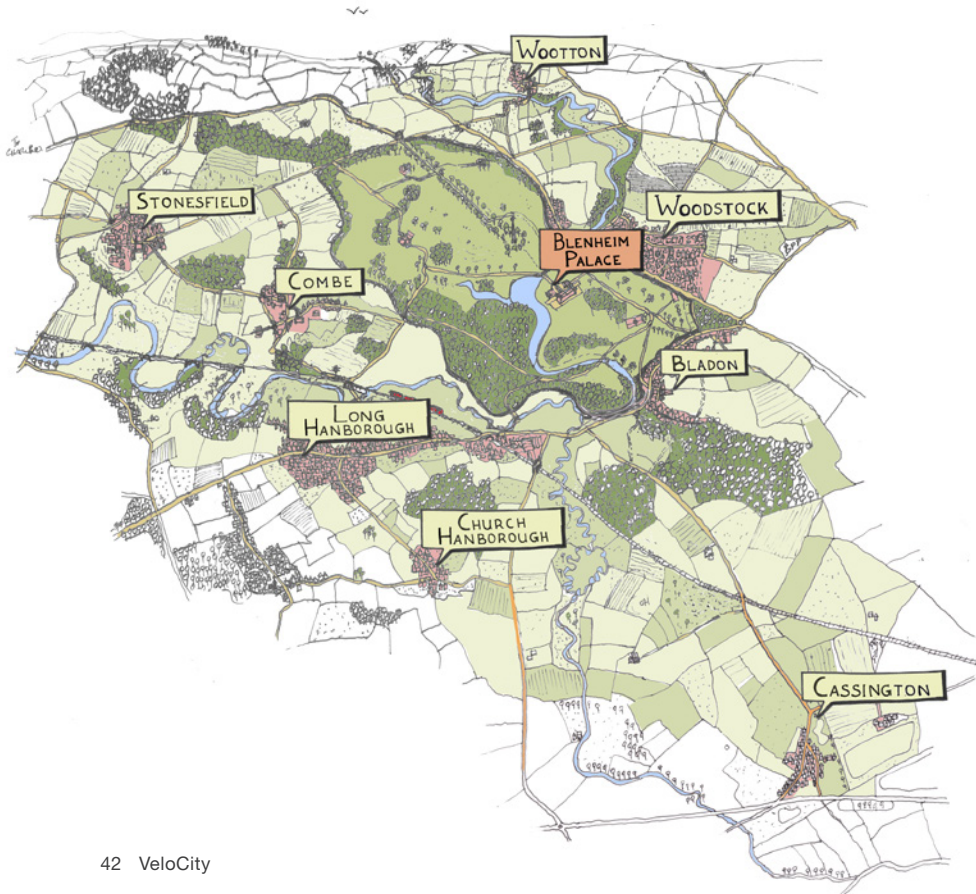 WOOTTON
STONESFIELD
WOODSTOCK
BLENHEIM
PALACE
COMBE
BLADON
LONG
HANBOROUGH
CHURCH
HANBOROUGH
CASSINGTON
42 VeloCity